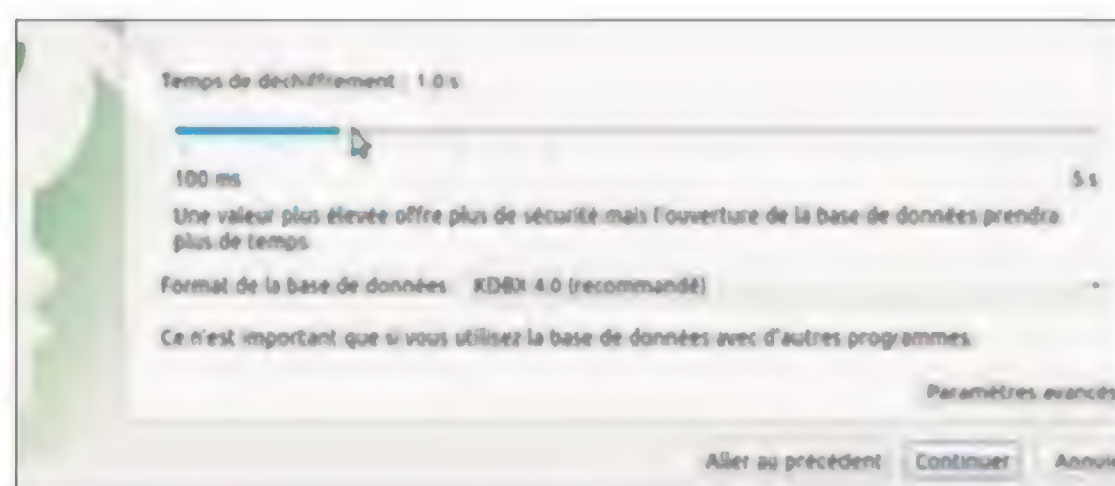 Temps de déchiffrement : 1.0 s
100 ms
5 s
Une valeur plus élevée offre plus de sécurité mais l'ouverture de la base de données prendra
plus de temps.
Format de la base de données : KDBX 4.0 (recommandé)
Ce n'est important que si vous utilisez la base de données avec d'autres programmes.
Paramètres avancés
Aller au précédent Continuer Annule